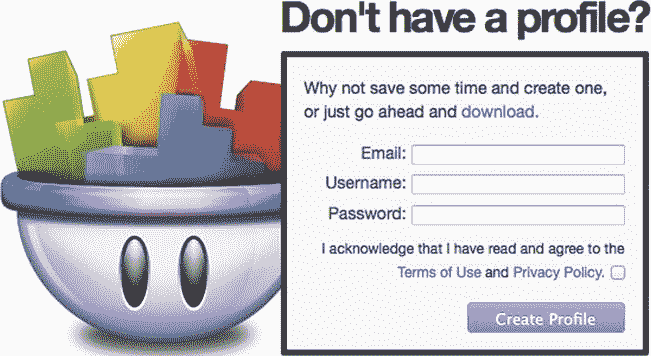 Don't have a profile?
Why not save some time and create one,
or just go ahead and download.
Email:
Username:
Password:
I acknowledge that I have read and agree to the
Terms of Use and Privacy Policy.
Create Profile